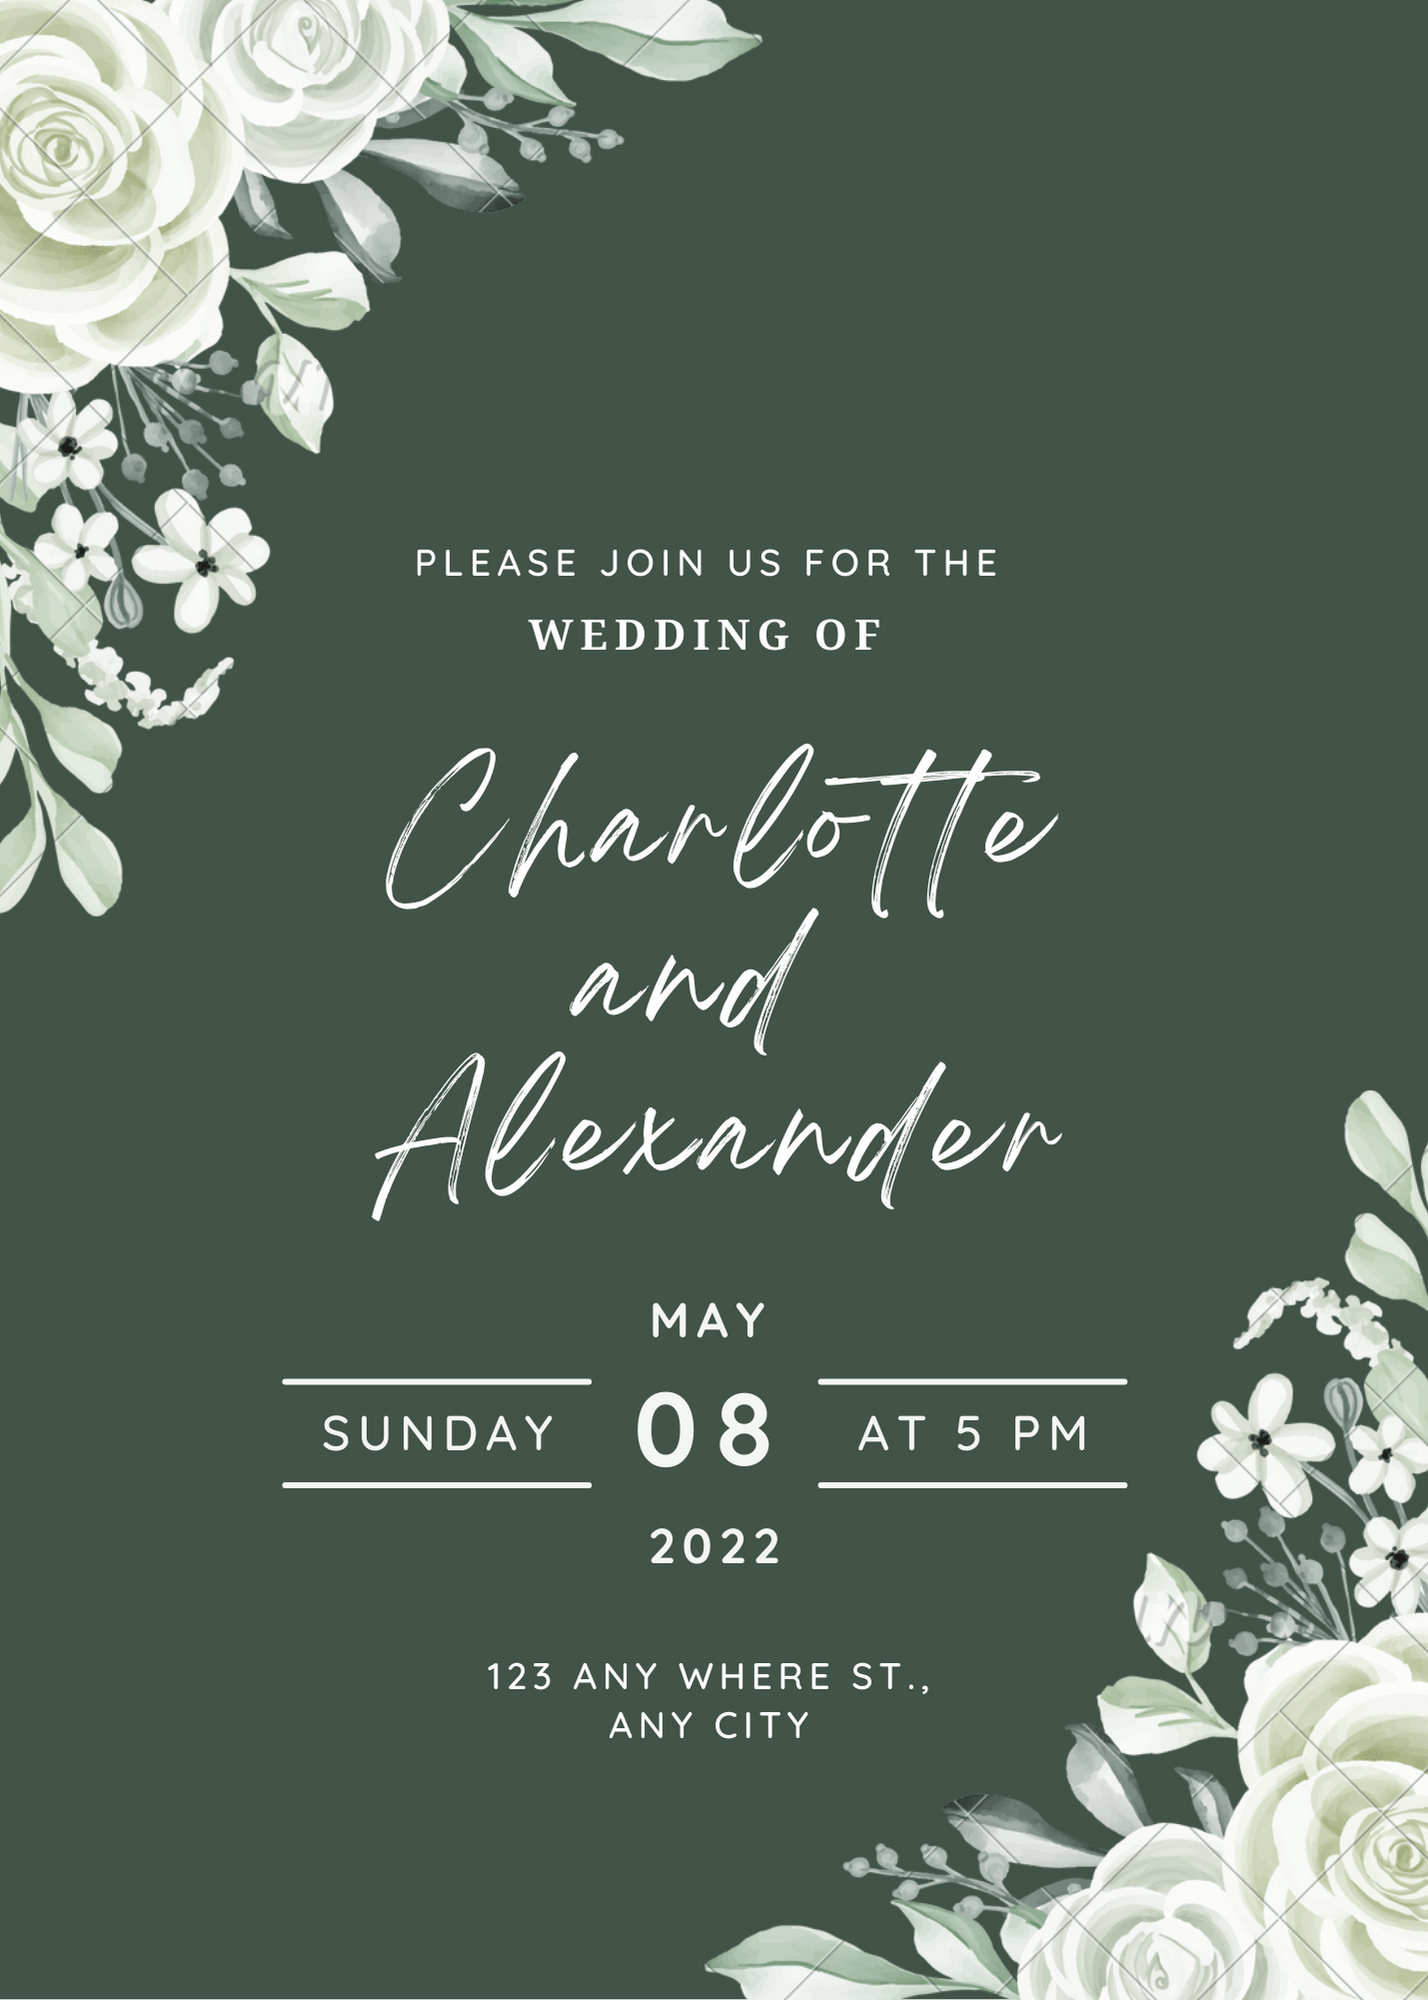 PLEASE JOIN US FOR THE
WEDDING OF
Charlotte
and
Alexander
MAY
SUNDAY 08 AT 5 PM
2022
123 ANY WHERE ST.,
ANY CITY